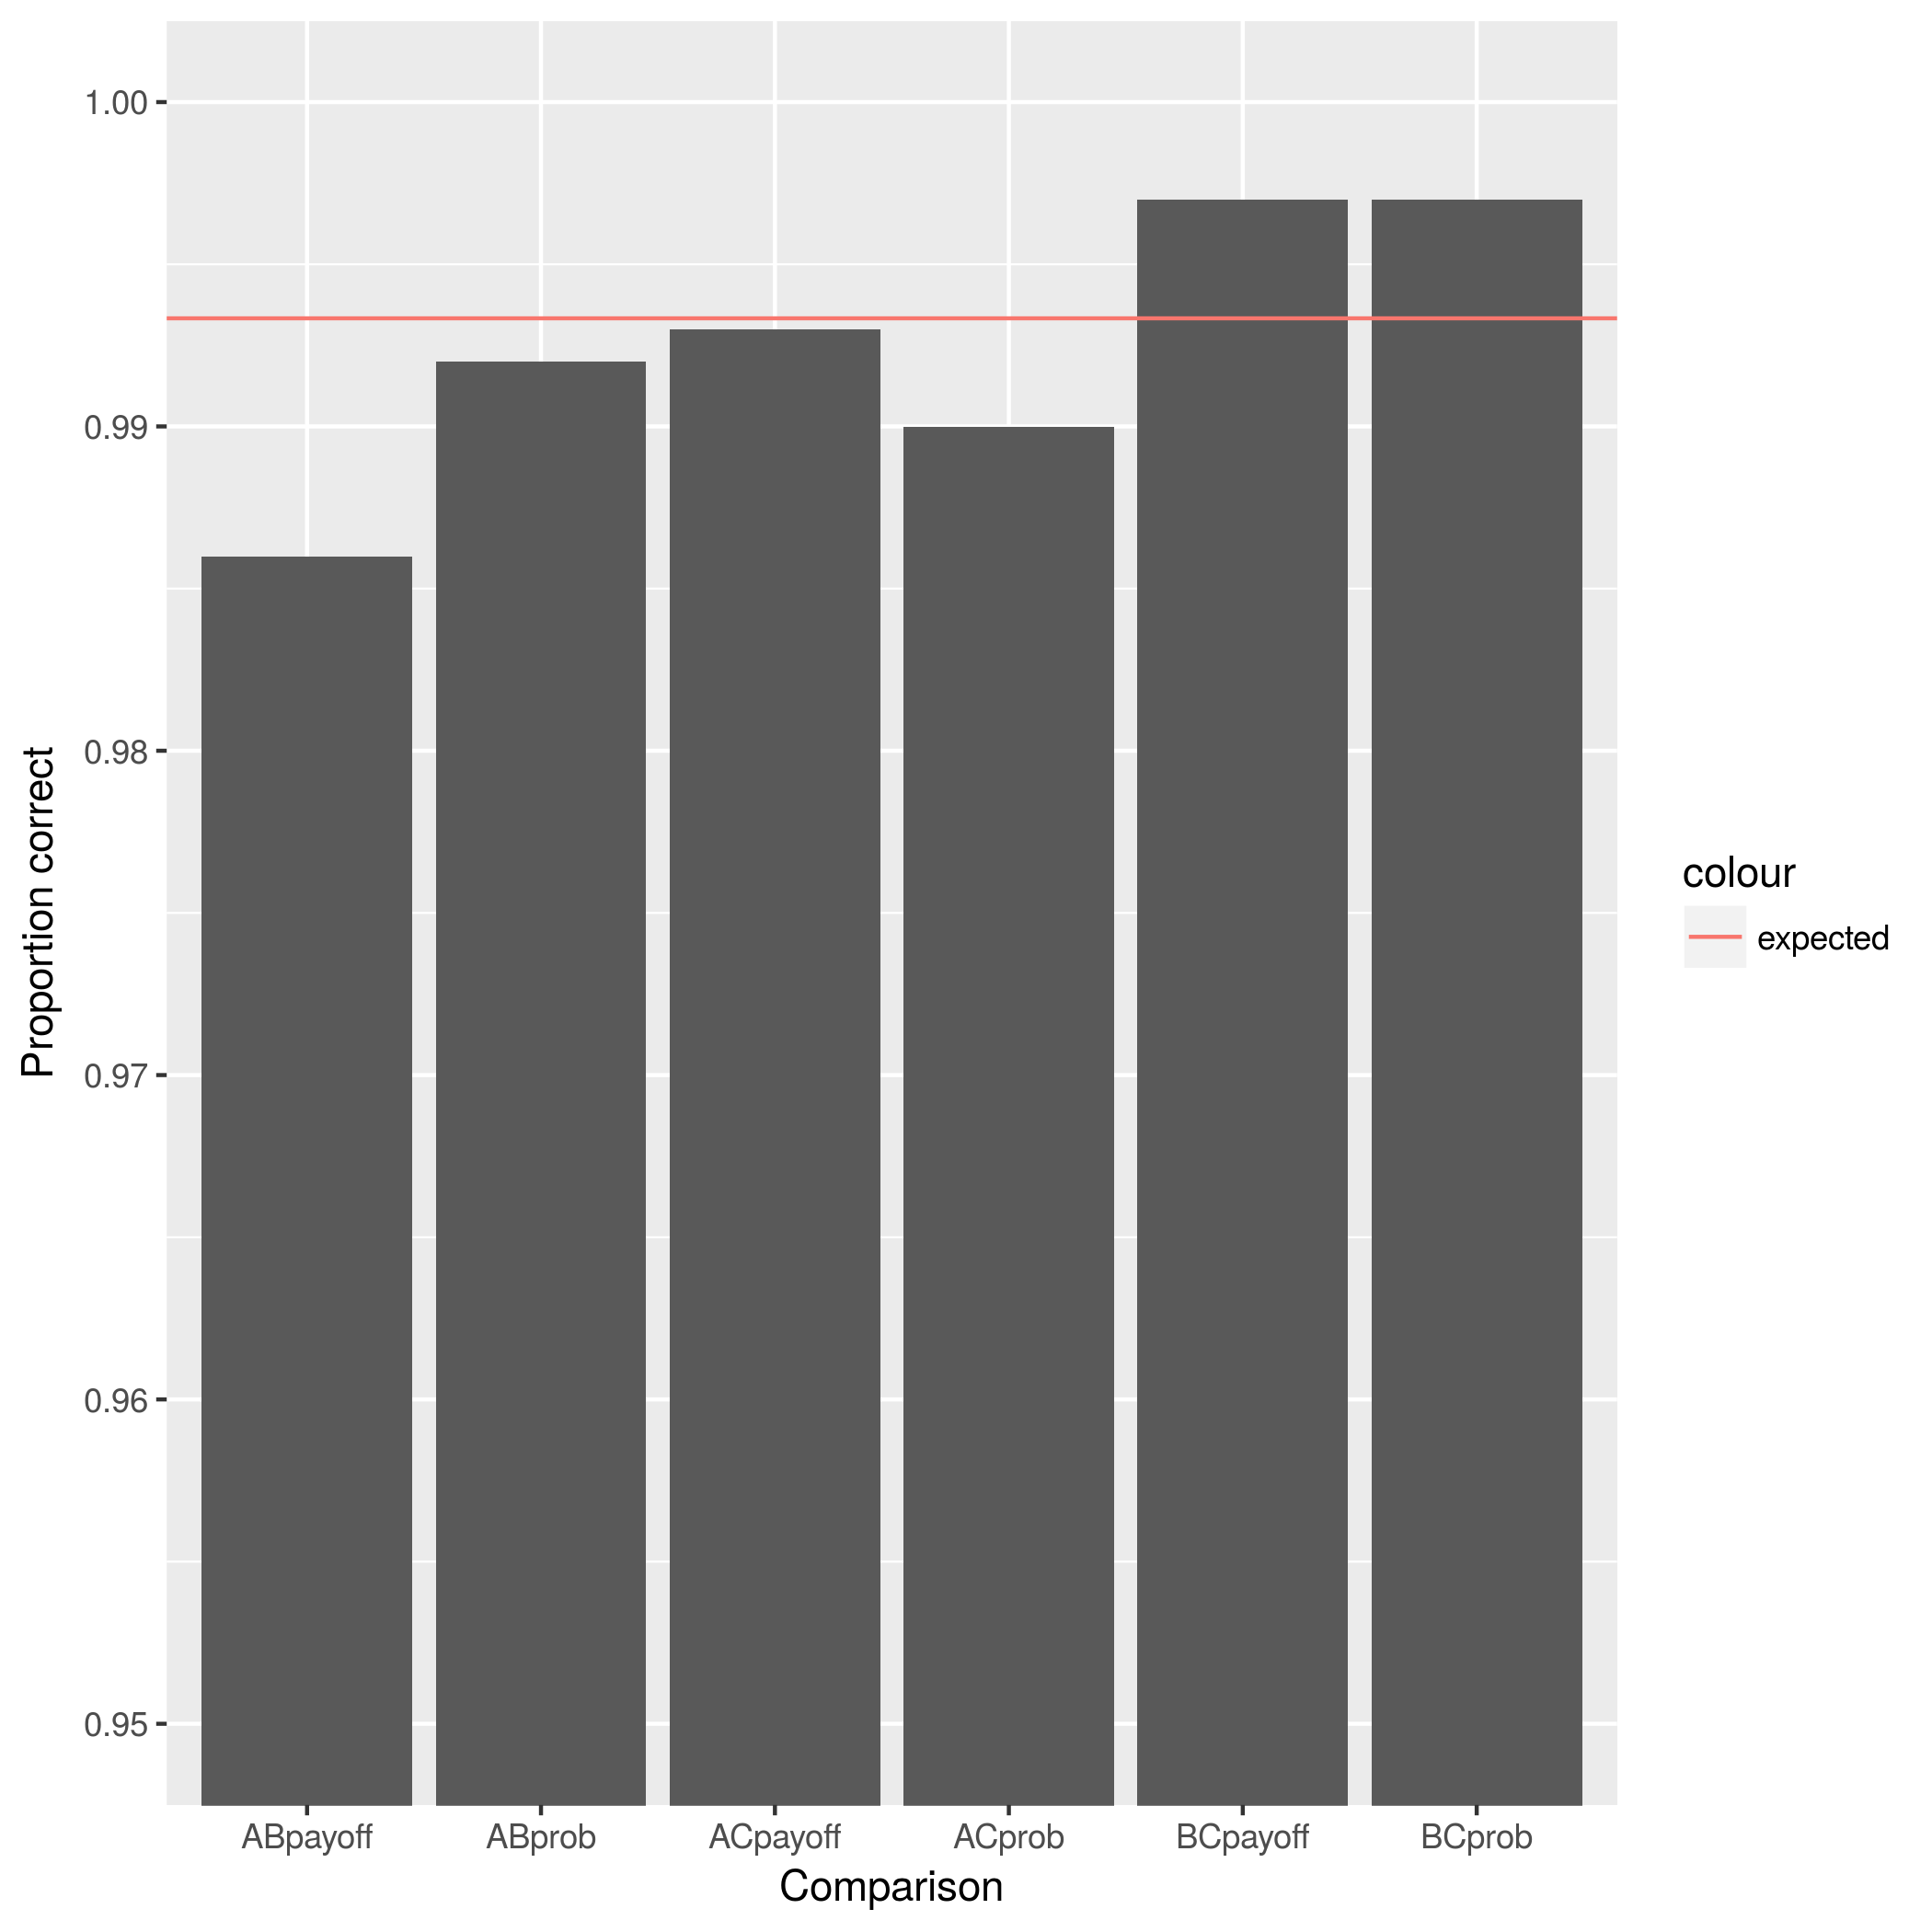 Proportion correct
1.00
0.99
0.98
0.97
0.96
0.95
ABpayoff
ABprob
ACpayoff
ACprob
BCpayoff
BCprob
Comparison
colour
expected